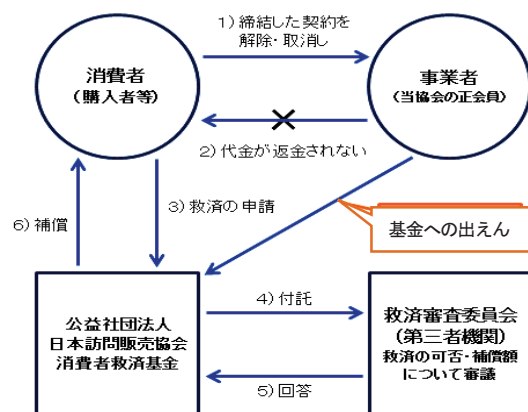 1) 締結した契約を
解除・取消し
消費者
(購入者等)
事業者
(当協会の正会員)
2) 代金が返金されない
3) 救済の申請
6) 補償
基金への出えん
4) 付託
公益社団法人
日本訪問販売協会
消費者救済基金
救済審査委員会
(第三者機関)
救済の可否・補償額
について審議
5) 回答